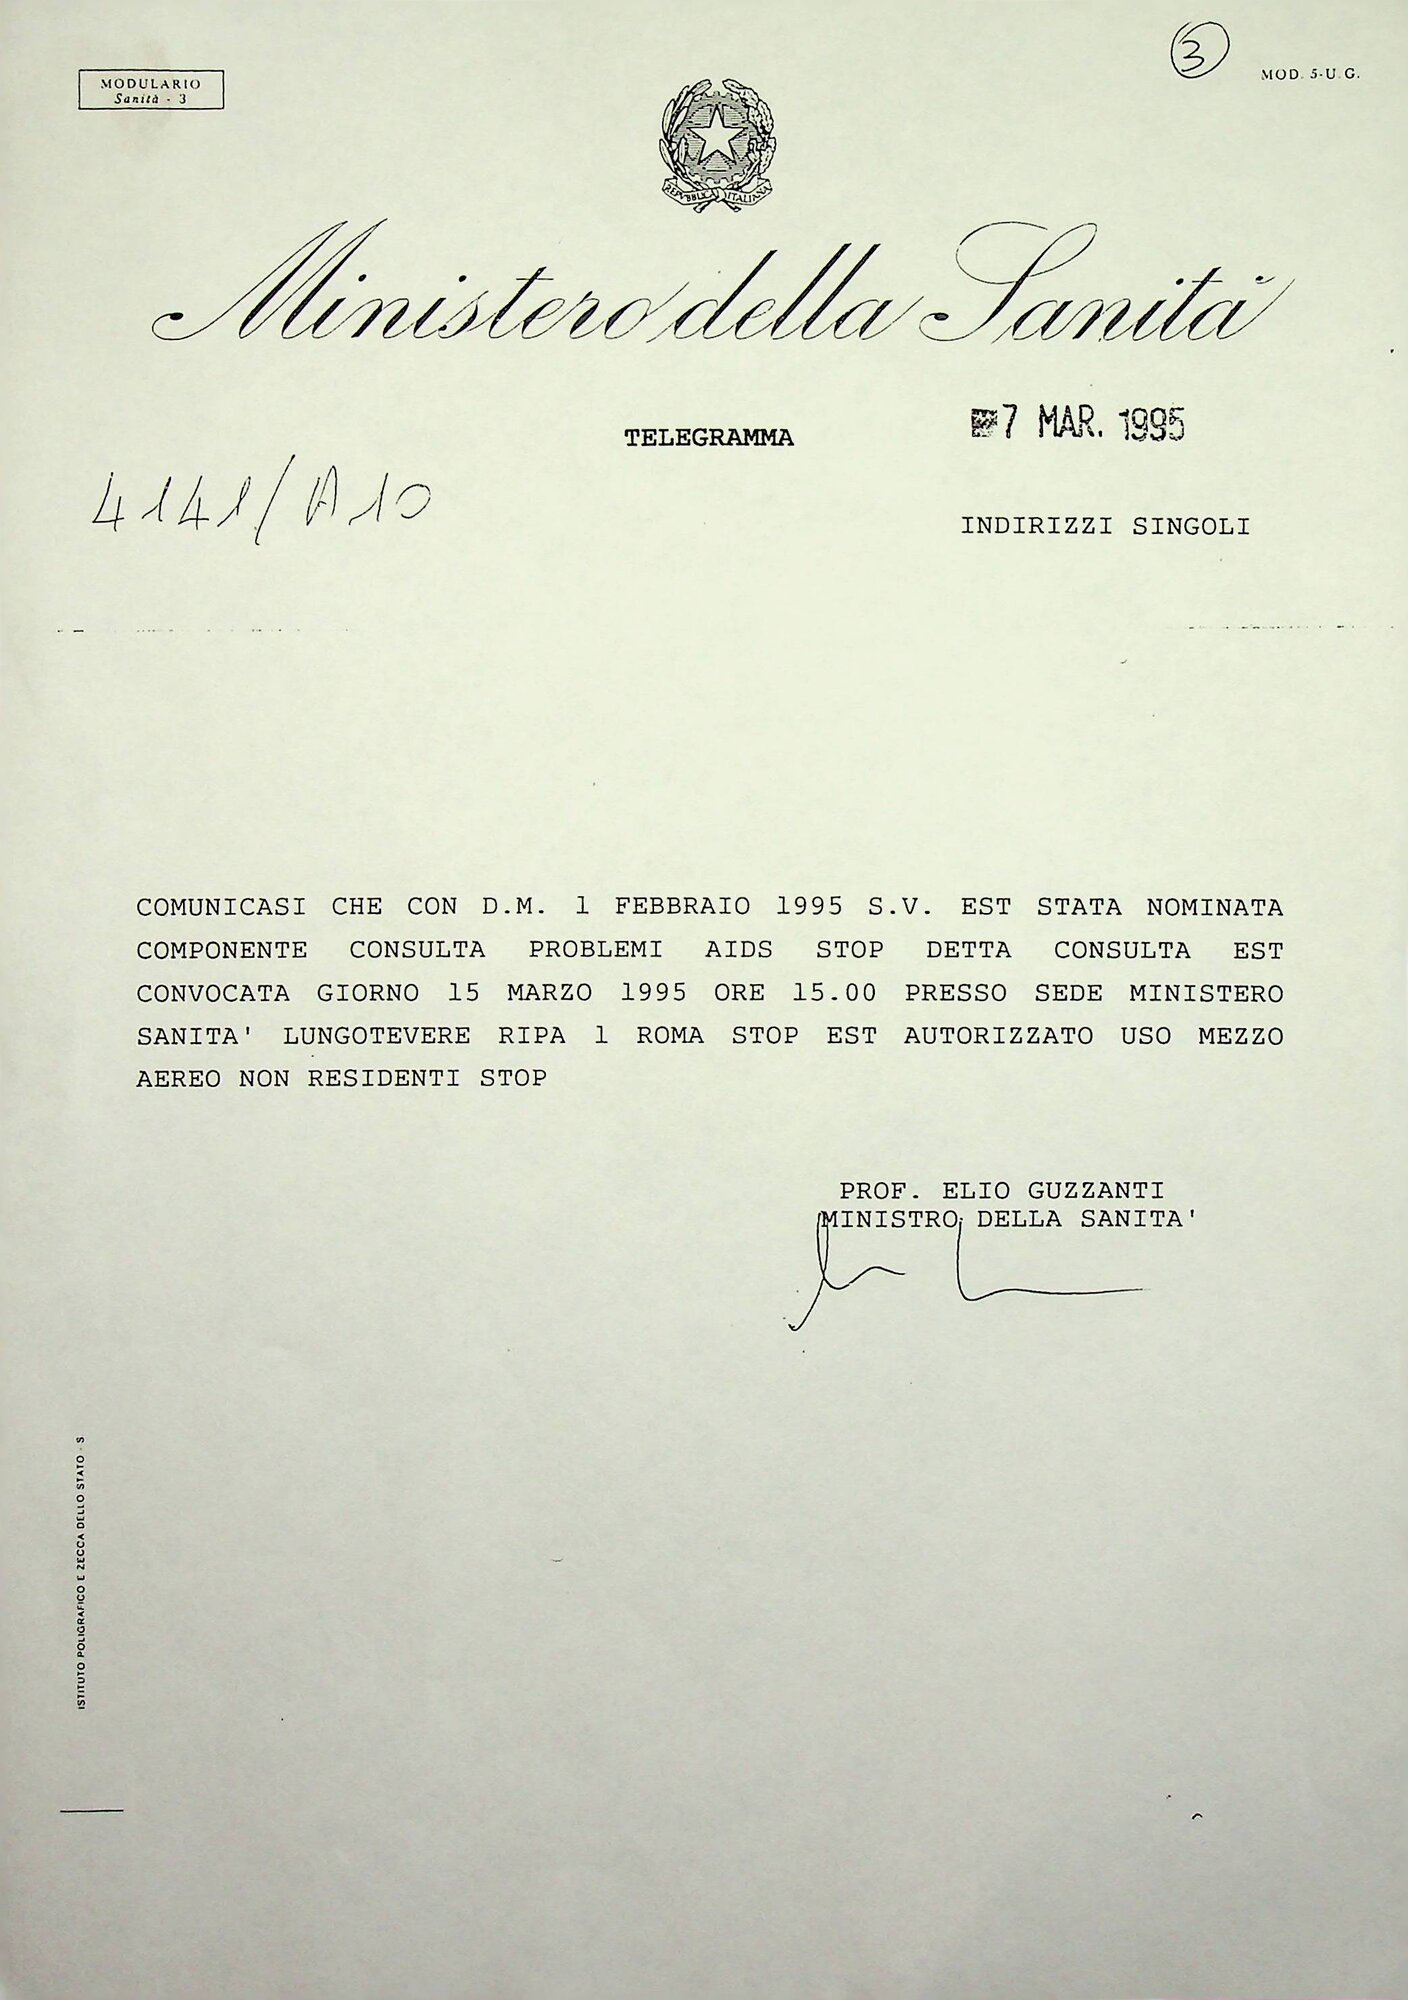 3
MODULARIO
Sanità - 3
MOD. 5-U.G.
REPVBBLICA ITALIANA
Ministero della Sanità
TELEGRAMMA
7 MAR. 1995
4141/A10
INDIRIZZI SINGOLI
COMUNICASI CHE CON D.M. 1 FEBBRAIO 1995 S.V. EST STATA NOMINATA
COMPONENTE CONSULTA PROBLEMI AIDS STOP DETTA CONSULTA EST
CONVOCATA GIORNO 15 MARZO 1995 ORE 15.00 PRESSO SEDE MINISTERO
SANITA' LUNGOTEVERE RIPA 1 ROMA STOP EST AUTORIZZATO USO MEZZO
AEREO NON RESIDENTI STOP
PROF. ELIO GUZZANTI
MINISTRO DELLA SANITA'
ISTITUTO POLIGRAFICO E ZECCA DELLO STATO - S